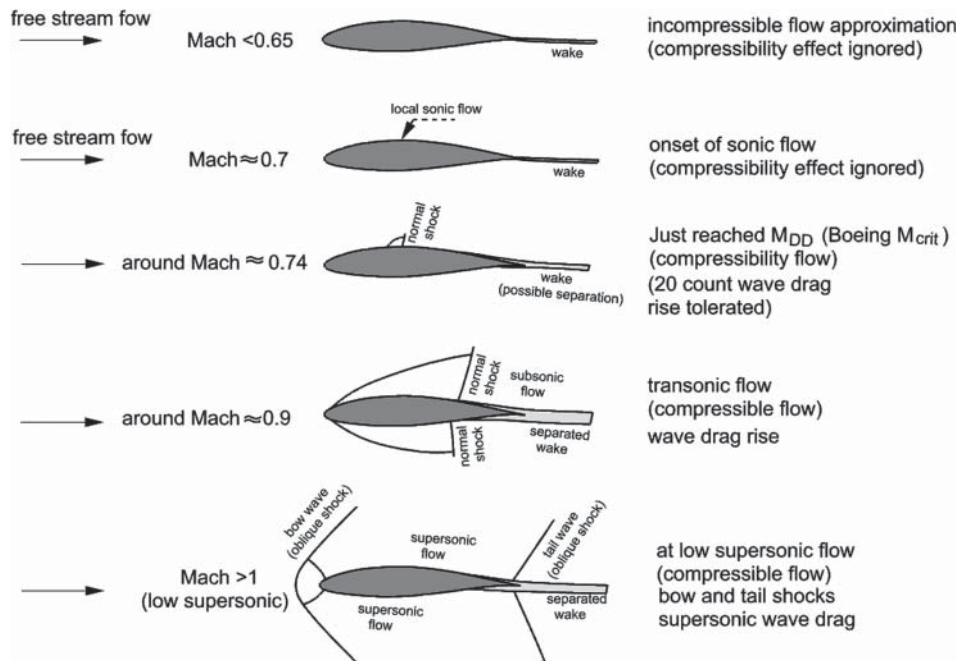 free stream fow
Mach <0.65
wake
incompressible flow approximation
(compressibility effect ignored)
free stream fow
local sonic flow
Mach≈0.7
wake
onset of sonic flow
(compressibility effect ignored)
normal
shock
around Mach ≈0.74
wake
(possible separation)
Just reached MDD (Boeing Mcrit)
(compressibility flow)
(20 count wave drag
rise tolerated)
around Mach≈0.9
normal
shock
subsonic
flow
normal
shock
separated
wake
transonic flow
(compressible flow)
wave drag rise
bow wave
(oblique shock)
Mach >1
(low supersonic)
supersonic
flow
supersonic
flow
tail wave
(oblique shock)
separated
wake
at low supersonic flow
(compressible flow)
bow and tail shocks
supersonic wave drag